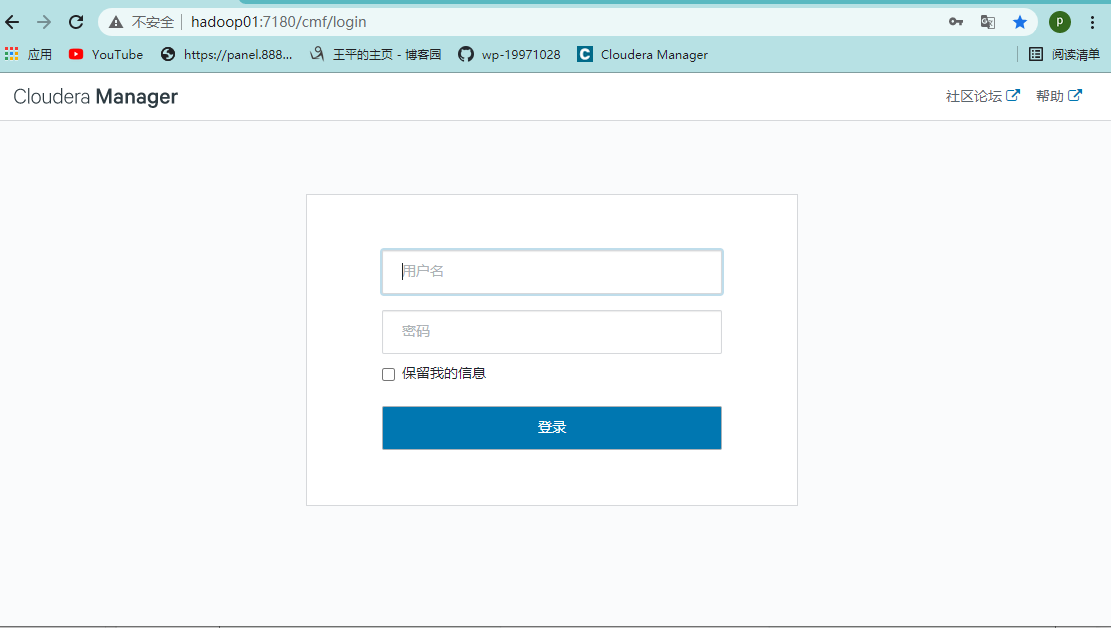 不安全 hadoop01:7180/cmf/login P
应用 YouTube https://panel.888... 王平的主页 - 博客园 wp-19971028 C Cloudera Manager 阅读清单
Cloudera Manager 社区论坛 帮助
用户名
密码
保留我的信息
登录